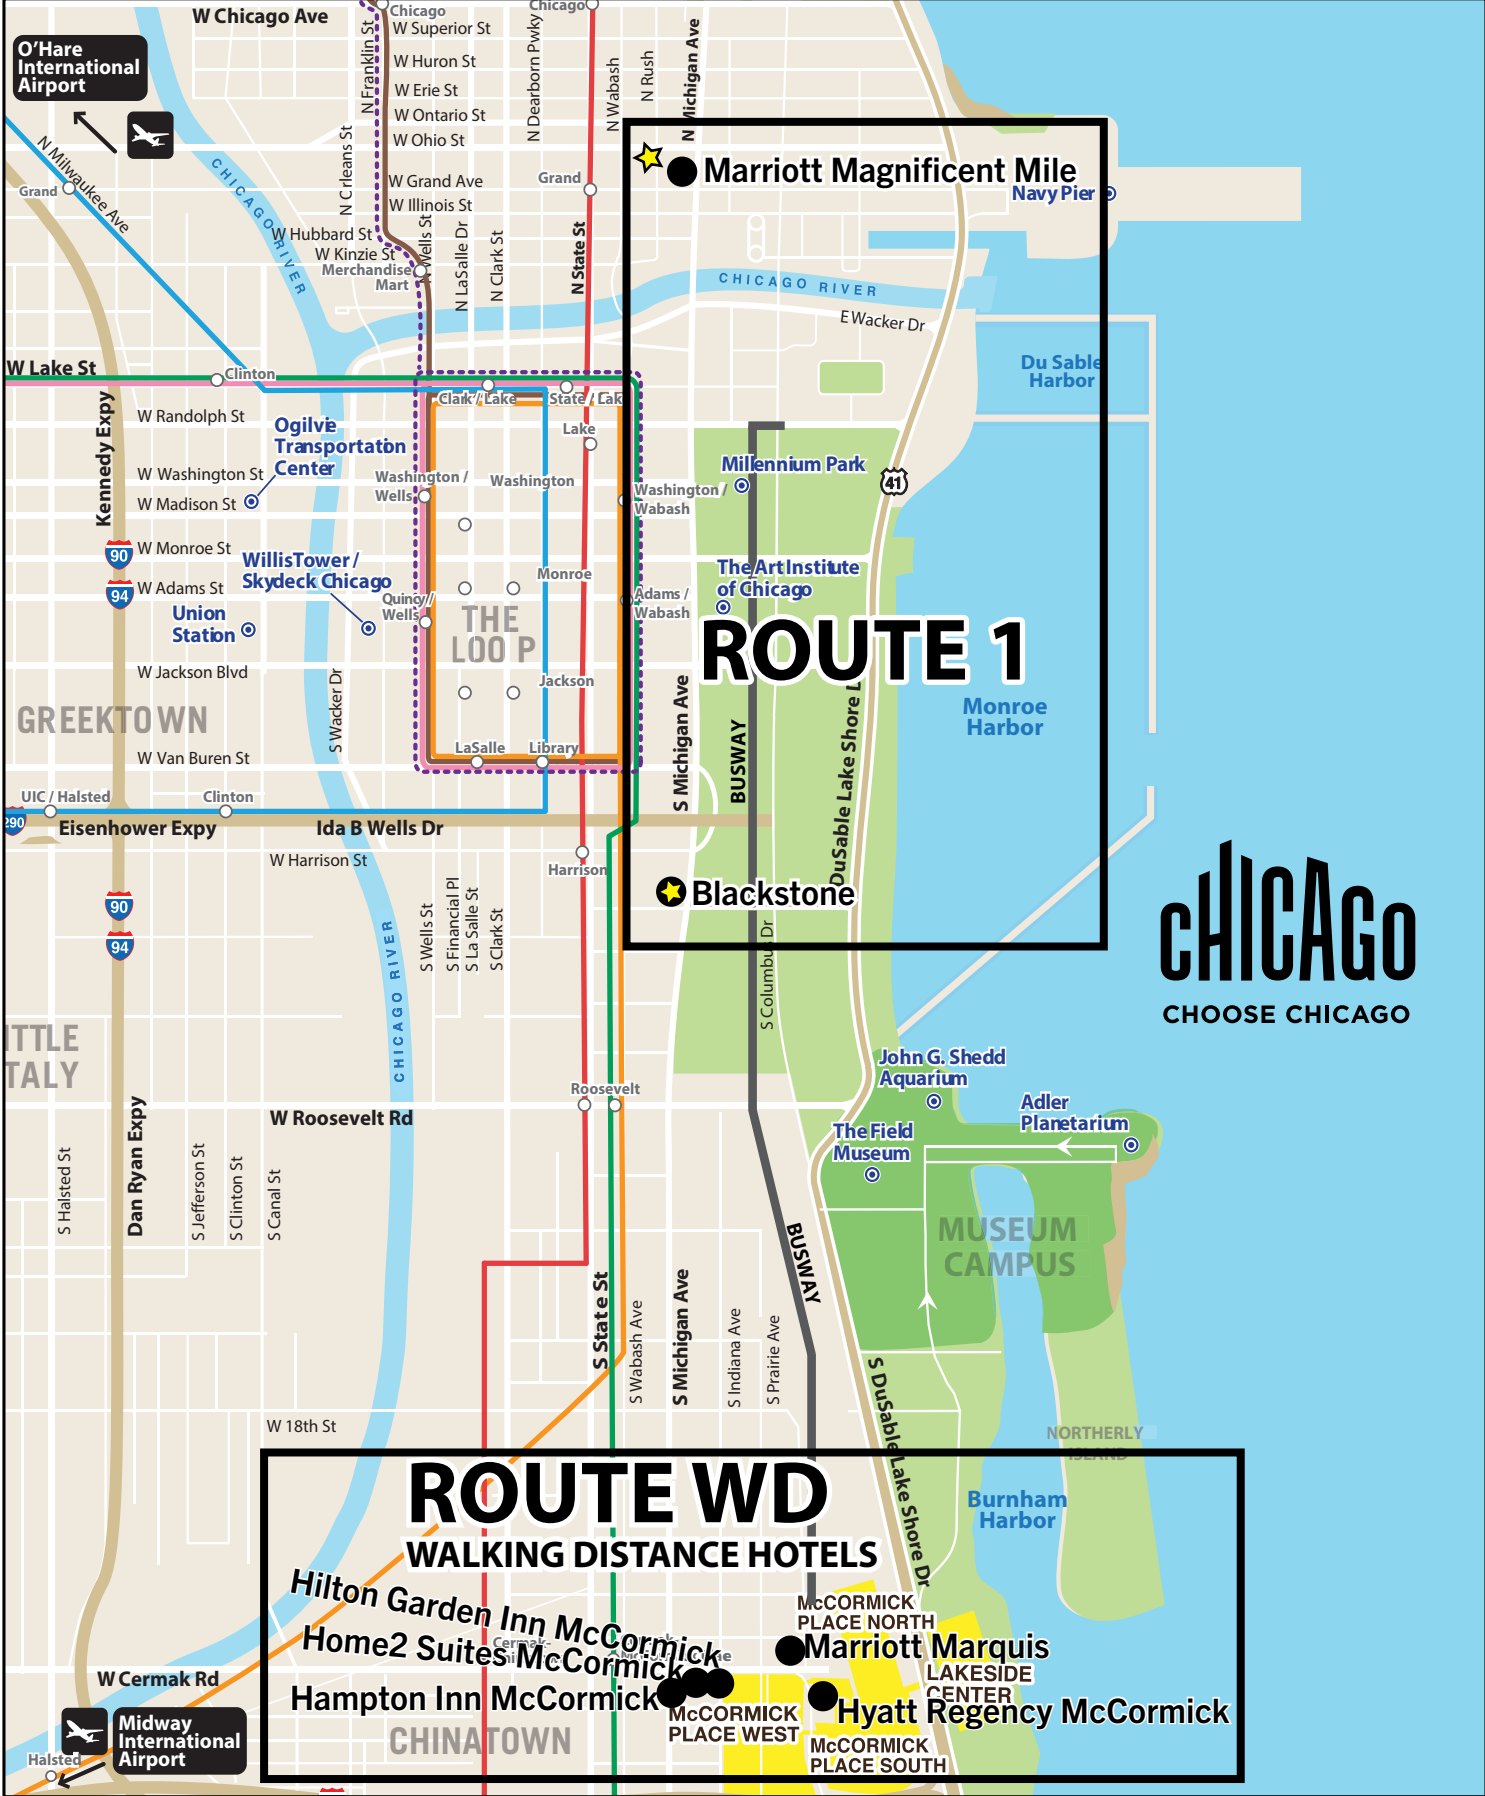 W Chicago Ave
Chicago
Chicago
O'Hare
International
Airport
W Superior St
W Huron St
W Erie St
W Ontario St
W Ohio St
W Grand Ave
W Illinois St
W Hubbard St
W Kinzie St
Merchandise
Mart
N Franklin St
N Orleans St
N Wells St
N LaSalle Dr
N Clark St
N Dearborn Pwky
N State St
N Wabash
N Rush
N Michigan Ave
N Milwaukee Ave
Grand
Grand
CHICAGO RIVER
Marriott Magnificent Mile
Navy Pier
CHICAGO RIVER
E Wacker Dr
Du Sable
Harbor
W Lake St
Clinton
Clark / Lake
State / Lak
Lake
W Randolph St
Ogilvie
Transportation
Center
W Washington St
W Madison St
Washington /
Wells
Washington
Washington /
Wabash
Millennium Park
41
Kennedy Expy
90
94
W Monroe St
W Adams St
Willis Tower /
Skydeck Chicago
Union
Station
Quincy /
Wells
Monroe
Adams /
Wabash
The Art Institute
of Chicago
THE
LOOP
ROUTE 1
W Jackson Blvd
Jackson
GREEKTOWN
S Wacker Dr
W Van Buren St
LaSalle
Library
S Michigan Ave
BUSWAY
DuSable Lake Shore
Monroe
Harbor
UIC / Halsted
Clinton
290
Eisenhower Expy
Ida B Wells Dr
W Harrison St
Harrison
Blackstone
90
94
S Wells St
S Financial Pl
S La Salle St
S Clark St
S Columbus Dr
CHICAGO RIVER
CHICAGO
CHOOSE CHICAGO
ITTLE
TALY
Roosevelt
W Roosevelt Rd
John G. Shedd
Aquarium
Adler
Planetarium
The Field
Museum
MUSEUM
CAMPUS
S Halsted St
Dan Ryan Expy
S Jefferson St
S Clinton St
S Canal St
S State St
S Wabash Ave
S Michigan Ave
S Indiana Ave
S Prairie Ave
BUSWAY
S DuSable Lake Shore Dr
W 18th St
NORTHERLY
ISLAND
ROUTE WD
WALKING DISTANCE HOTELS
Burnham
Harbor
Hilton Garden Inn McCormick
Home2 Suites McCormick
Hampton Inn McCormick
Cermak-
McCORMICK
PLACE NORTH
Marriott Marquis
LAKESIDE
CENTER
Hyatt Regency McCormick
McCORMICK
PLACE WEST
McCORMICK
PLACE SOUTH
W Cermak Rd
CHINATOWN
Midway
International
Airport
Halsted